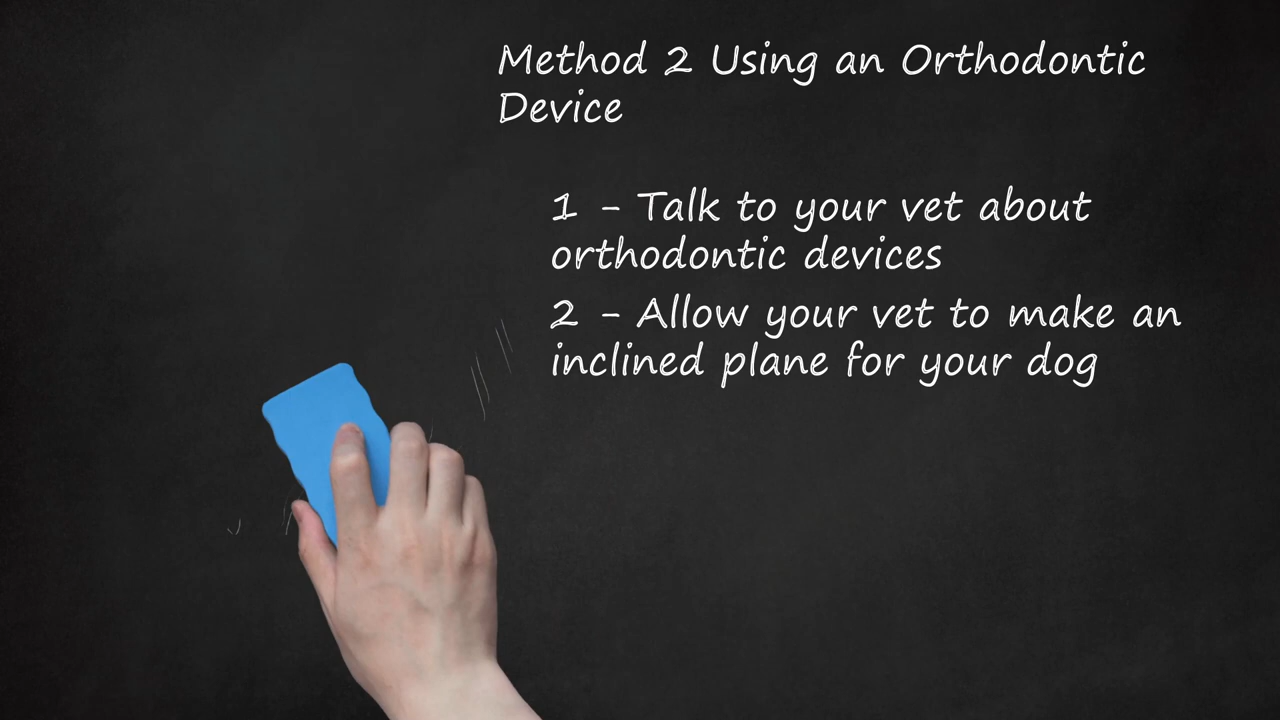 Method 2 Using an Orthodontic
Device
1 - Talk to your vet about
orthodontic devices
2 - Allow your vet to make an
inclined plane for your dog